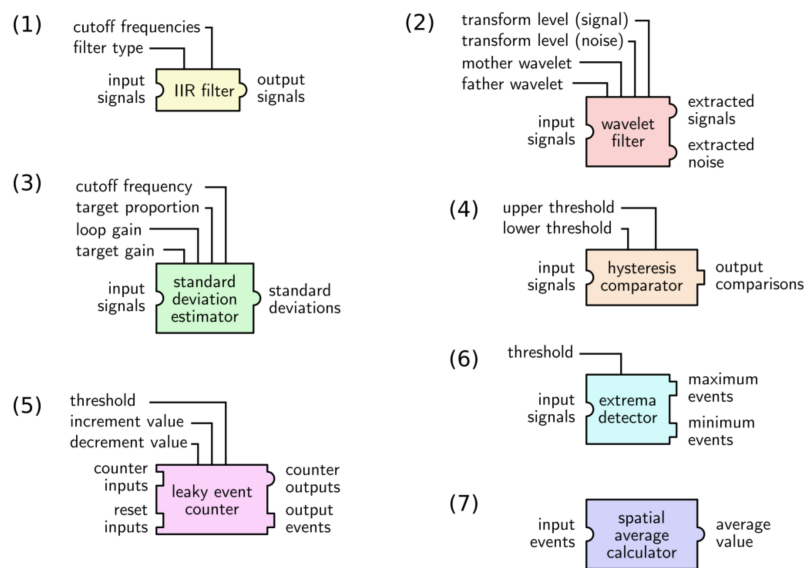 (1)
cutoff frequencies
filter type
input
signals
IIR filter
output
signals
(2)
transform level (signal)
transform level (noise)
mother wavelet
father wavelet
input
signals
wavelet
filter
extracted
signals
extracted
noise
(3)
cutoff frequency
target proportion
loop gain
target gain
input
signals
standard
deviation
estimator
standard
deviations
(4)
upper threshold
lower threshold
input
signals
hysteresis
comparator
output
comparisons
(5)
threshold
increment value
decrement value
counter
inputs
reset
inputs
leaky event
counter
counter
outputs
output
events
(6)
threshold
input
signals
extrema
detector
maximum
events
minimum
events
(7)
input
events
spatial
average
calculator
average
value